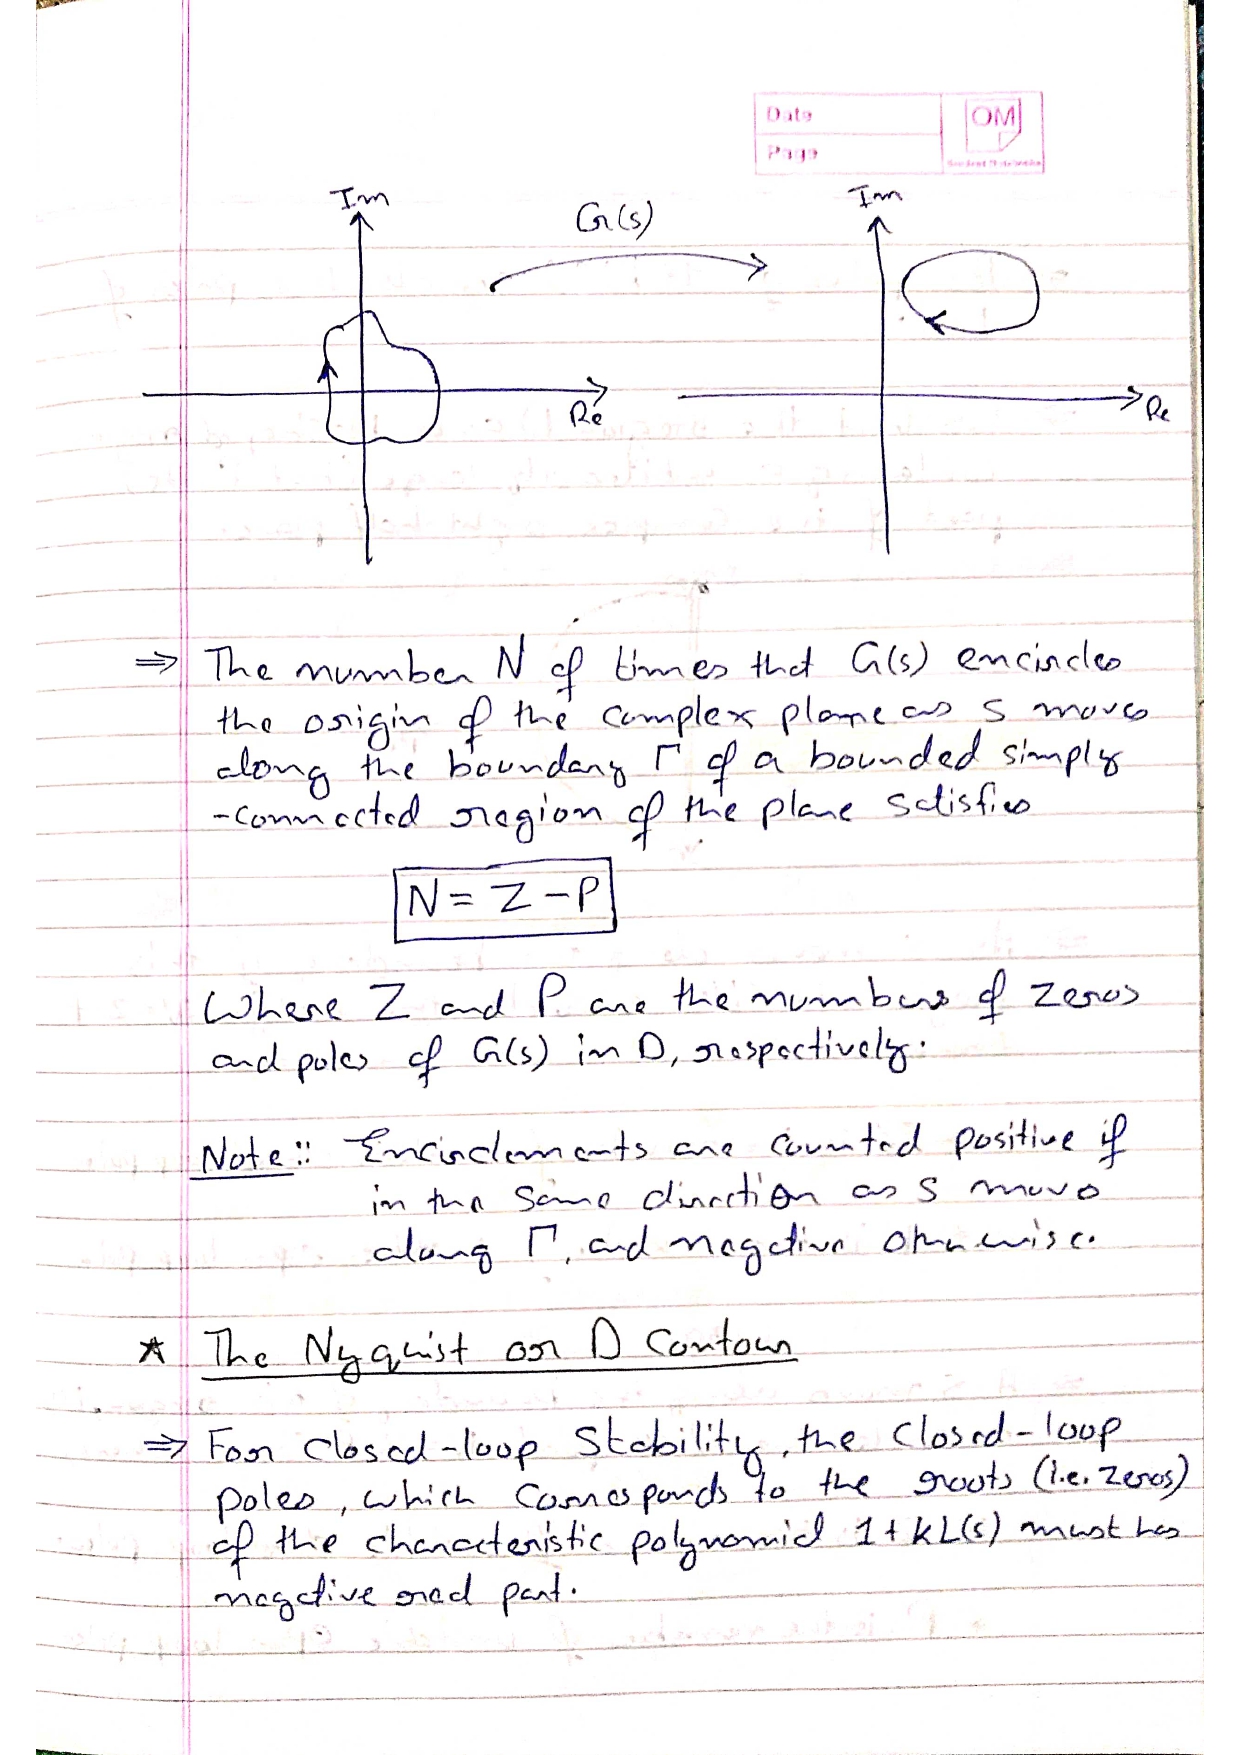 Date
Page
OM
Im
G(s)
Im
Re
Re
⇒ The number N of times that G(s) encircles
the origin of the complex plane as s moves
along the boundary Γ of a bounded simply
-connected region of the plane satisfies
N = Z - P
Where Z and P are the numbers of zeros
and poles of G(s) in D, respectively.
Note:: Encirclements are counted positive if
in the same direction as S move
along Γ, and negative otherwise.
* The Nyquist or D Contour
⇒ For closed-loop Stability, the closed-loop
poles, which corresponds to the roots (i.e. zeros)
of the characteristic polynomial 1 + kL(s) must has
negative real part.